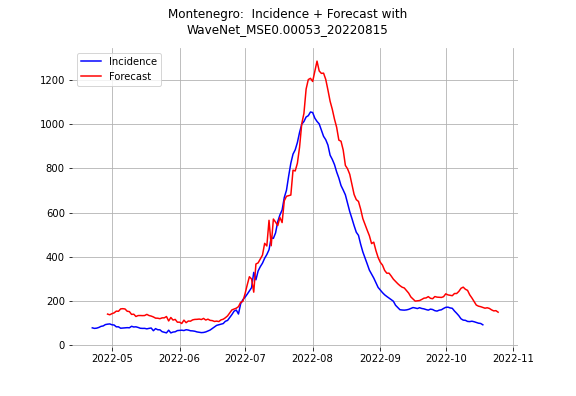 Montenegro:  Incidence + Forecast with
WaveNet_MSE0.00053_20220815
Incidence
Forecast
1200
1000
800
600
400
200
0
2022-05 2022-06 2022-07 2022-08 2022-09 2022-10 2022-11